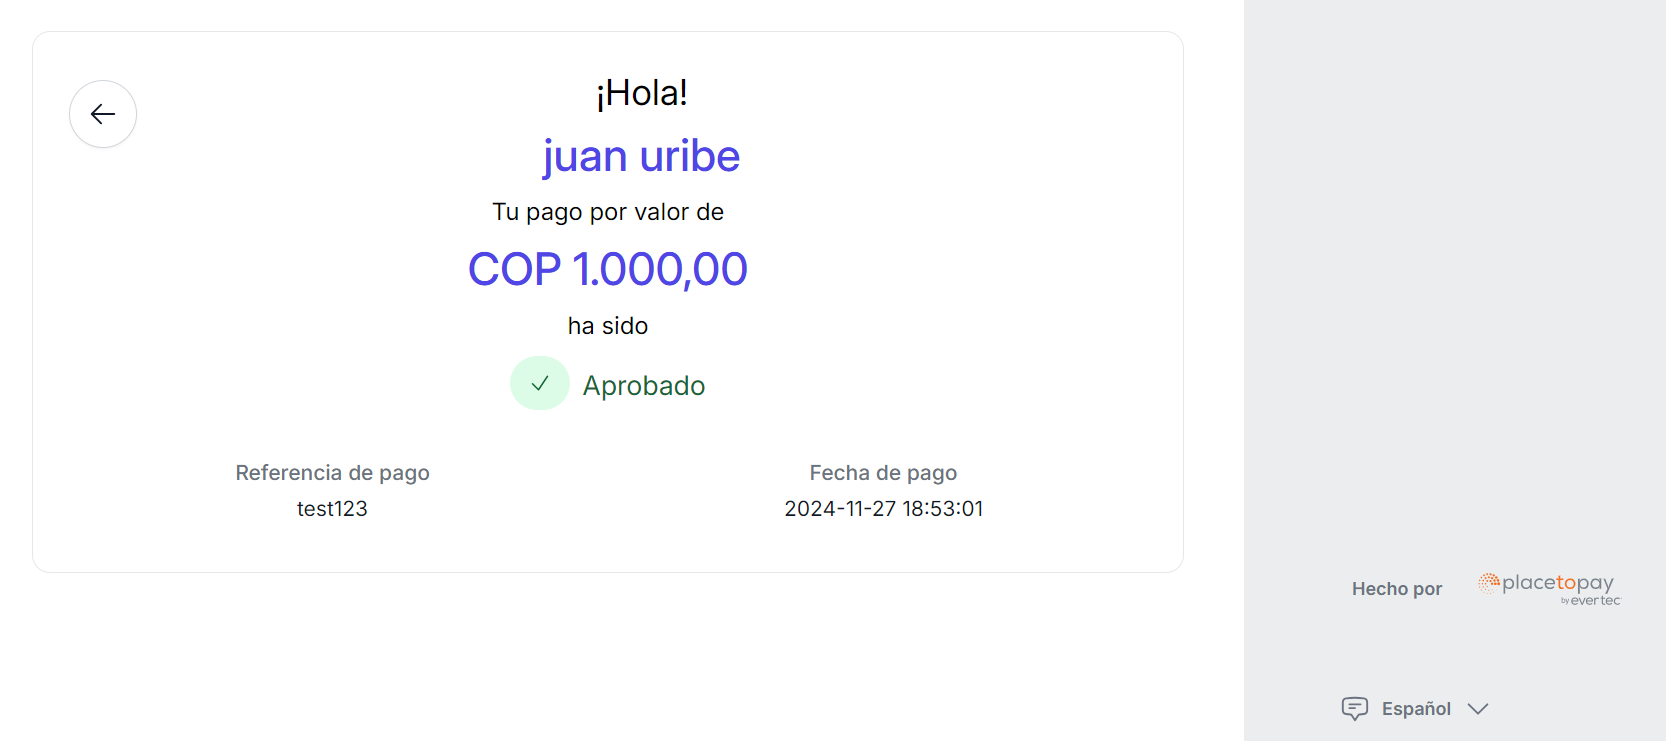 ¡Hola!
juan uribe
Tu pago por valor de
COP 1.000,00
ha sido
Aprobado
Referencia de pago
test123
Fecha de pago
2024-11-27 18:53:01
Hecho por
placetopay
by evertec
Español